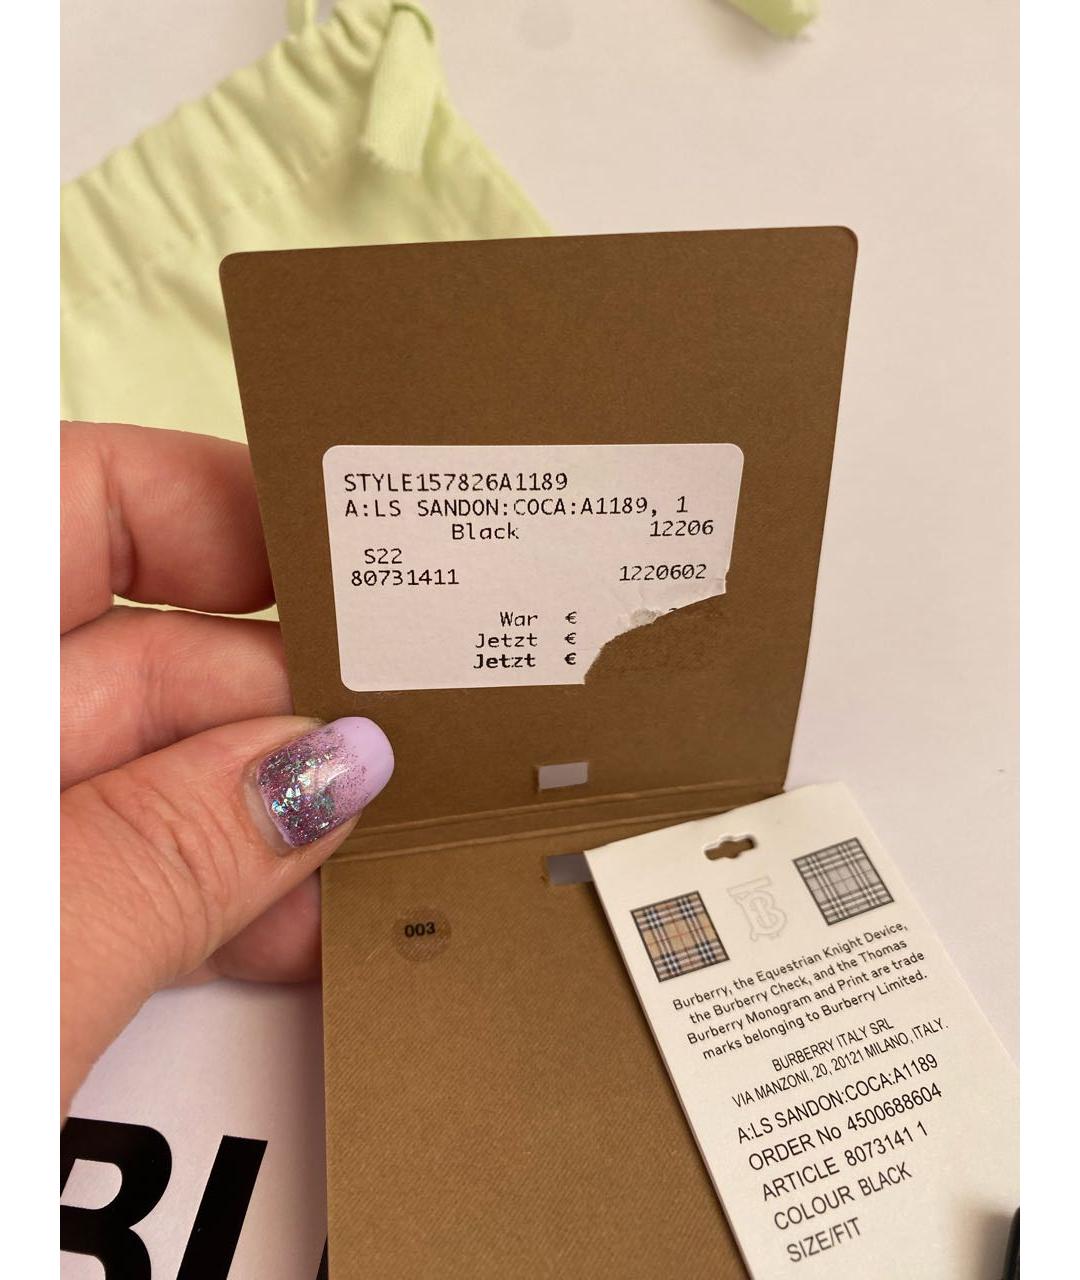 STYLE157826A1189
A:LS SANDON:COCA:A1189, 1
Black 12206
S22
80731411 1220602
War €
Jetzt €
Jetzt €
003
Burberry, the Equestrian Knight Device,
the Burberry Check, and the Thomas
Burberry Monogram and Print are trade
marks belonging to Burberry Limited.
BURBERRY ITALY SRL
VIA MANZONI, 20, 20121 MILANO, ITALY.
A:LS SANDON:COCA:A1189
ORDER No 4500688604
ARTICLE 8073141 1
COLOUR BLACK
SIZE/FIT